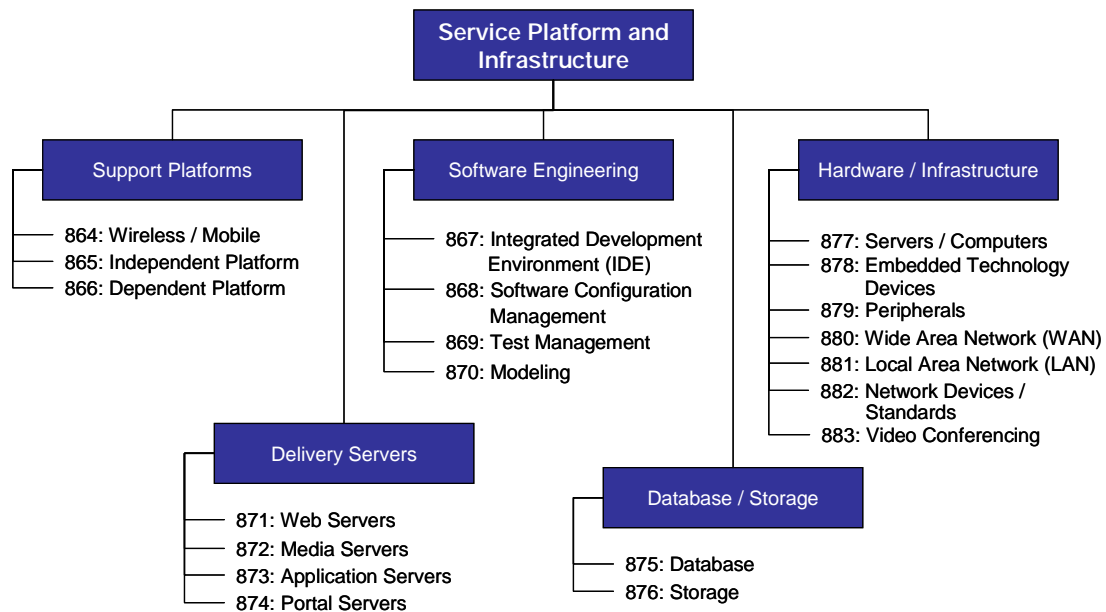 Service Platform and
Infrastructure
Support Platforms
864: Wireless / Mobile
865: Independent Platform
866: Dependent Platform
Software Engineering
867: Integrated Development
Environment (IDE)
868: Software Configuration
Management
869: Test Management
870: Modeling
Hardware / Infrastructure
877: Servers / Computers
878: Embedded Technology
Devices
879: Peripherals
880: Wide Area Network (WAN)
881: Local Area Network (LAN)
882: Network Devices /
Standards
883: Video Conferencing
Delivery Servers
871: Web Servers
872: Media Servers
873: Application Servers
874: Portal Servers
Database / Storage
875: Database
876: Storage